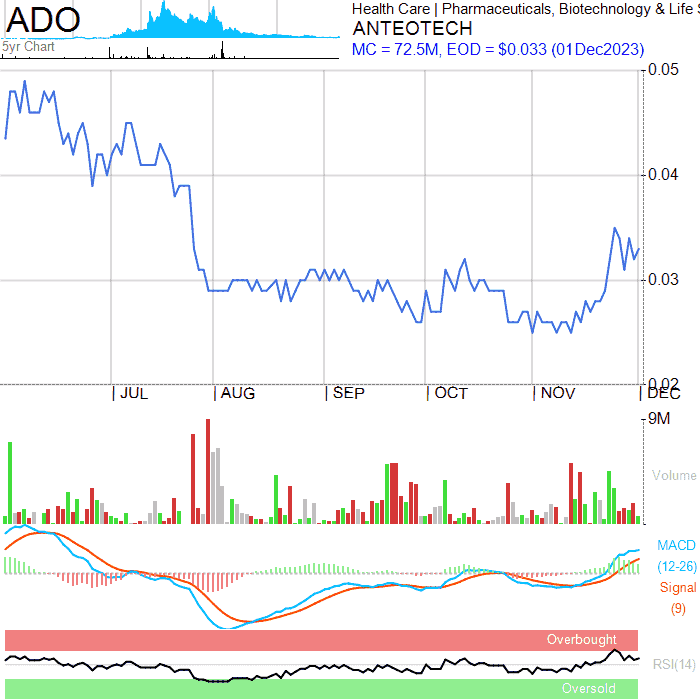 ADO
5yr Chart
Health Care | Pharmaceuticals, Biotechnology & Life S
ANTEOTECH
MC = 72.5M, EOD = $0.033 (01Dec2023)
0.05
0.04
0.03
0.02
| JUL | AUG | SEP | OCT | NOV | DEC
9M
Volume
MACD
(12-26)
Signal
(9)
Overbought
RSI(14)
Oversold